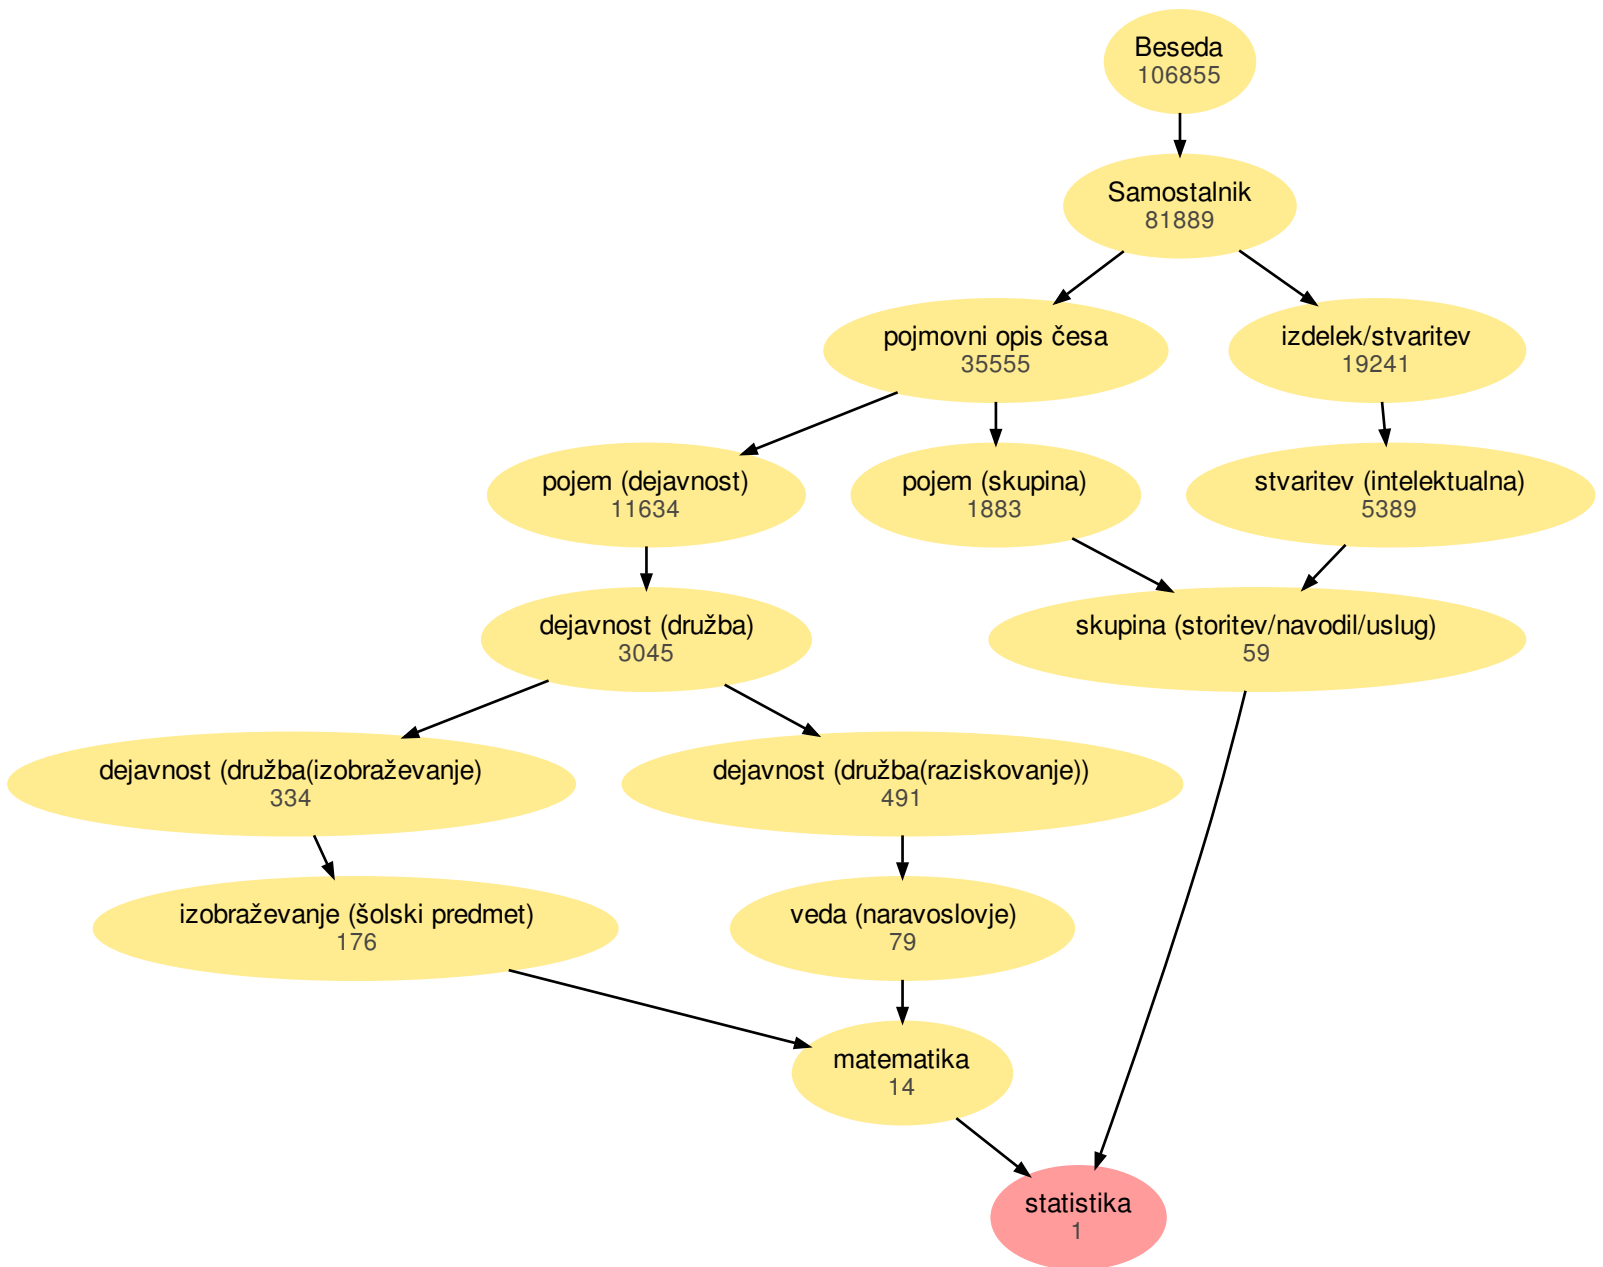 Beseda
106855
Samostalnik
81889
pojmovni opis česa
35555
izdelek/stvaritev
19241
pojem (dejavnost)
11634
pojem (skupina)
1883
stvaritev (intelektualna)
5389
dejavnost (družba)
3045
skupina (storitev/navodil/uslug)
59
dejavnost (družba(izobraževanje)
334
dejavnost (družba(raziskovanje))
491
izobraževanje (šolski predmet)
176
veda (naravoslovje)
79
matematika
14
statistika
1